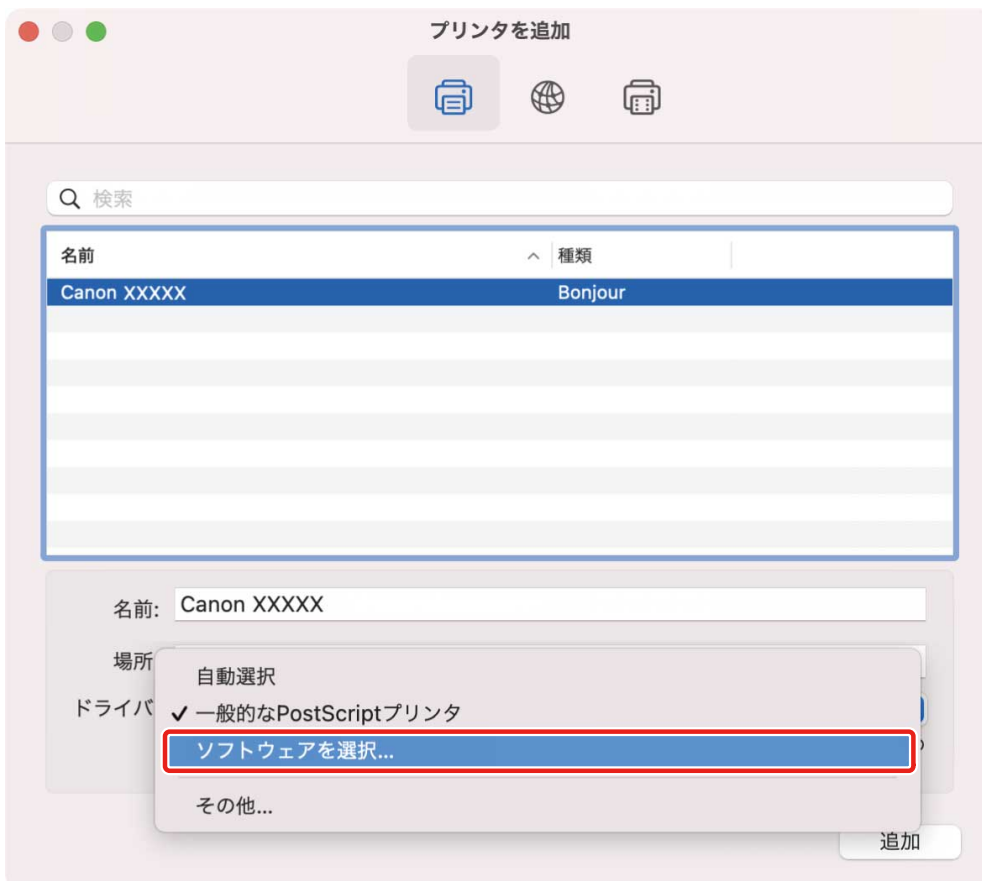 プリンタを追加
検索
名前 種類
Canon XXXXX Bonjour
名前: Canon XXXXX
場所
自動選択
ドライバ ✓ 一般的なPostScriptプリンタ
ソフトウェアを選択...
その他...
追加